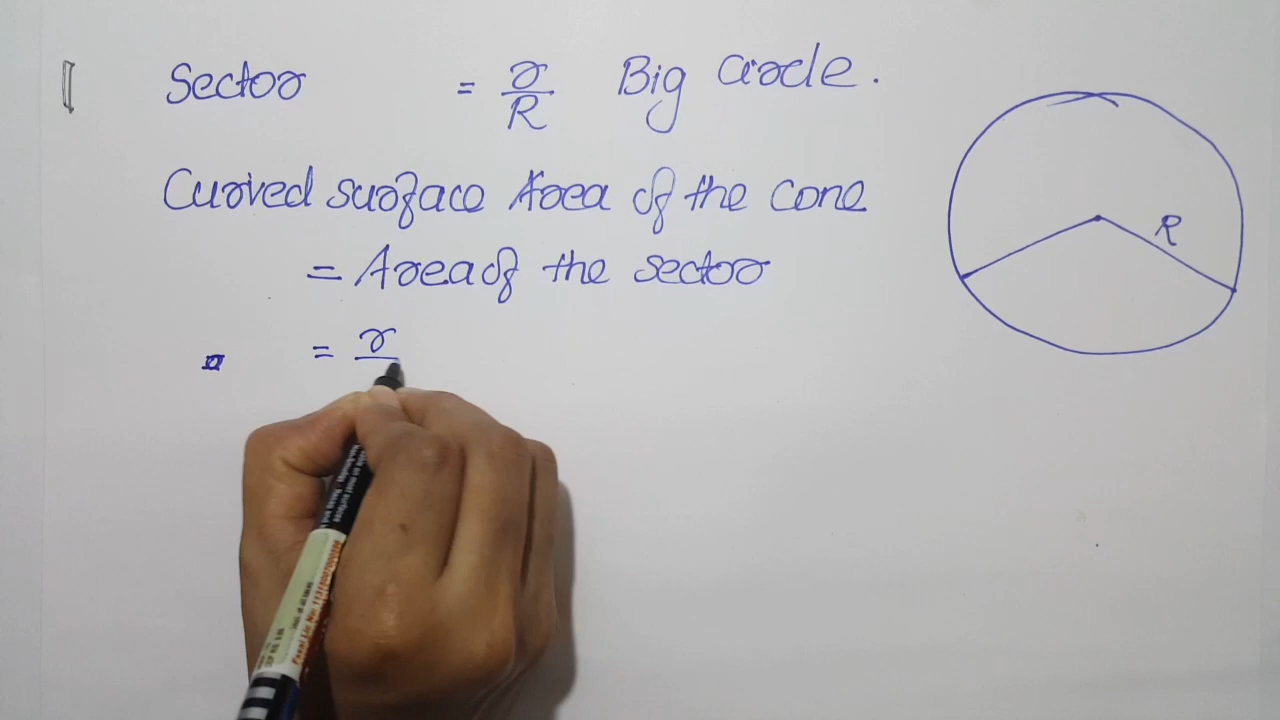 Sector = r/R Big Circle.
R
Curved surface Area of the cone
= Area of the sector
= r